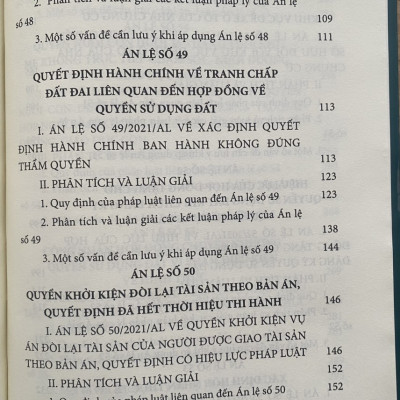 2. Phân tích và luận giải các kết luận pháp lý của Án lệ
số 48 109
3. Một số vấn đề cần lưu ý khi áp dụng Án lệ số 48 111
ÁN LỆ SỐ 49
QUYẾT ĐỊNH HÀNH CHÍNH VỀ TRANH CHẤP
ĐẤT ĐAI LIÊN QUAN ĐẾN HỢP ĐỒNG VỀ
QUYỀN SỬ DỤNG ĐẤT 113
I. ÁN LỆ SỐ 49/2021/AL VỀ XÁC ĐỊNH QUYẾT
ĐỊNH HÀNH CHÍNH BAN HÀNH KHÔNG ĐÚNG
THẨM QUYỀN 113
II. PHÂN TÍCH VÀ LUẬN GIẢI 123
1. Quy định của pháp luật liên quan đến Án lệ số 49 123
2. Phân tích và luận giải các kết luận pháp lý của Án lệ
số 49 138
3. Một số vấn đề cần lưu ý khi áp dụng Án lệ số 49 144
ÁN LỆ SỐ 50
QUYỀN KHỞI KIỆN ĐÒI LẠI TÀI SẢN THEO BẢN ÁN,
QUYẾT ĐỊNH ĐÃ HẾT THỜI HIỆU THI HÀNH 146
I. ÁN LỆ SỐ 50/2021/AL VỀ QUYỀN KHỞI KIỆN VỤ
ÁN ĐÒI LẠI TÀI SẢN CỦA NGƯỜI ĐƯỢC GIAO TÀI SẢN
THEO BẢN ÁN, QUYẾT ĐỊNH CÓ HIỆU LỰC PHÁP LUẬT 146
II. PHÂN TÍCH VÀ LUẬN GIẢI 152
1. Quy định của pháp luật liên quan đến Án lệ số 50 152